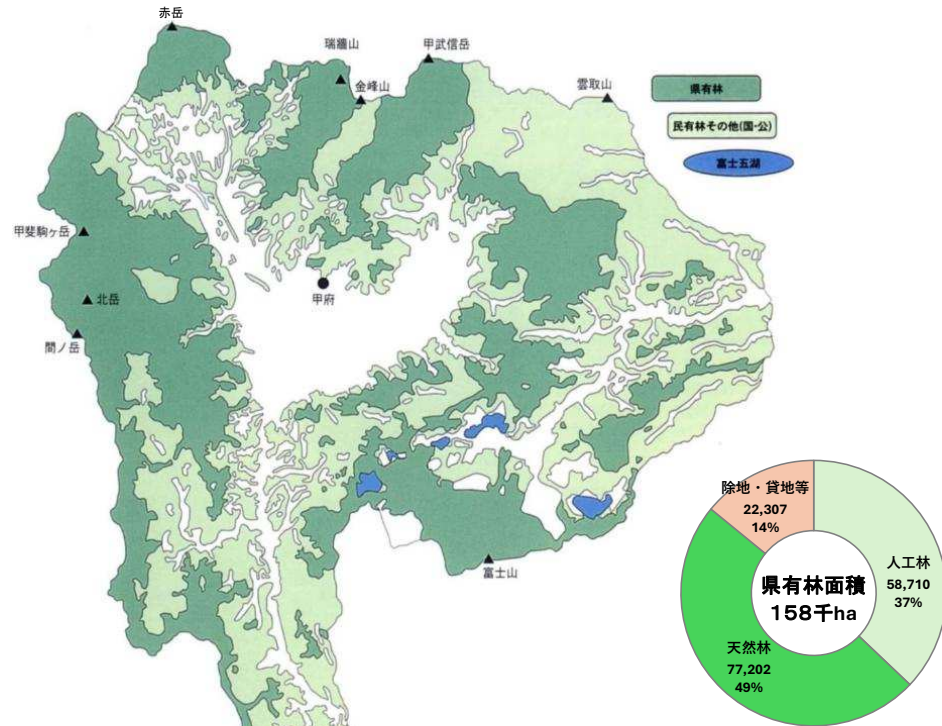 赤岳
瑞牆山
甲武信岳
金峰山
雲取山
県有林
民有林その他(国・公)
富士五湖
甲斐駒ヶ岳
北岳
甲府
間ノ岳
富士山
除地・貸地等
22,307
14%
人工林
58,710
37%
県有林面積
158千ha
天然林
77,202
49%